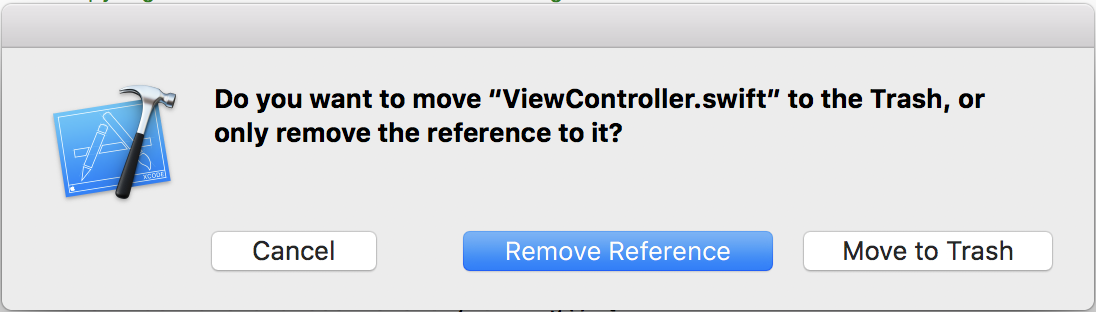 Do you want to move “ViewController.swift” to the Trash, or
only remove the reference to it?
XCODE
Cancel
Remove Reference
Move to Trash